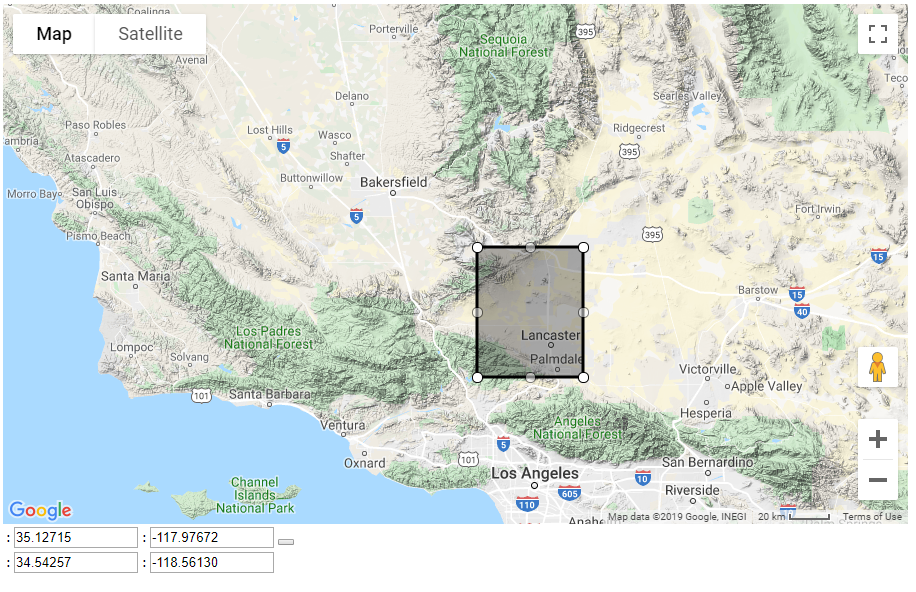 Map
Satellite
Coalinga
Avenal
Porterville
Sequoia
National Forest
395
Delano
Searles Valley
Paso Robles
Lost Hills
Wasco
Ridgecrest
5
Shafter
395
Atascadero
Buttonwillow
Bakersfield
Morro Bay
San Luis
Obispo
5
Fort Irwin
Pismo Beach
395
15
Santa Maria
Barstow
15
40
Los Padres
National Forest
Lancaster
Lompoc
Solvang
Palmdale
Victorville
Apple Valley
101
Santa Barbara
Hesperia
Ventura
Angeles
National Forest
5
101
Oxnard
San Bernardino
Los Angeles
10
Channel
Islands
National Park
Riverside
605
110
Google
Map data ©2019 Google, INEGI
20 km
Terms of Use
: 35.12715 : -117.97672
: 34.54257 : -118.56130